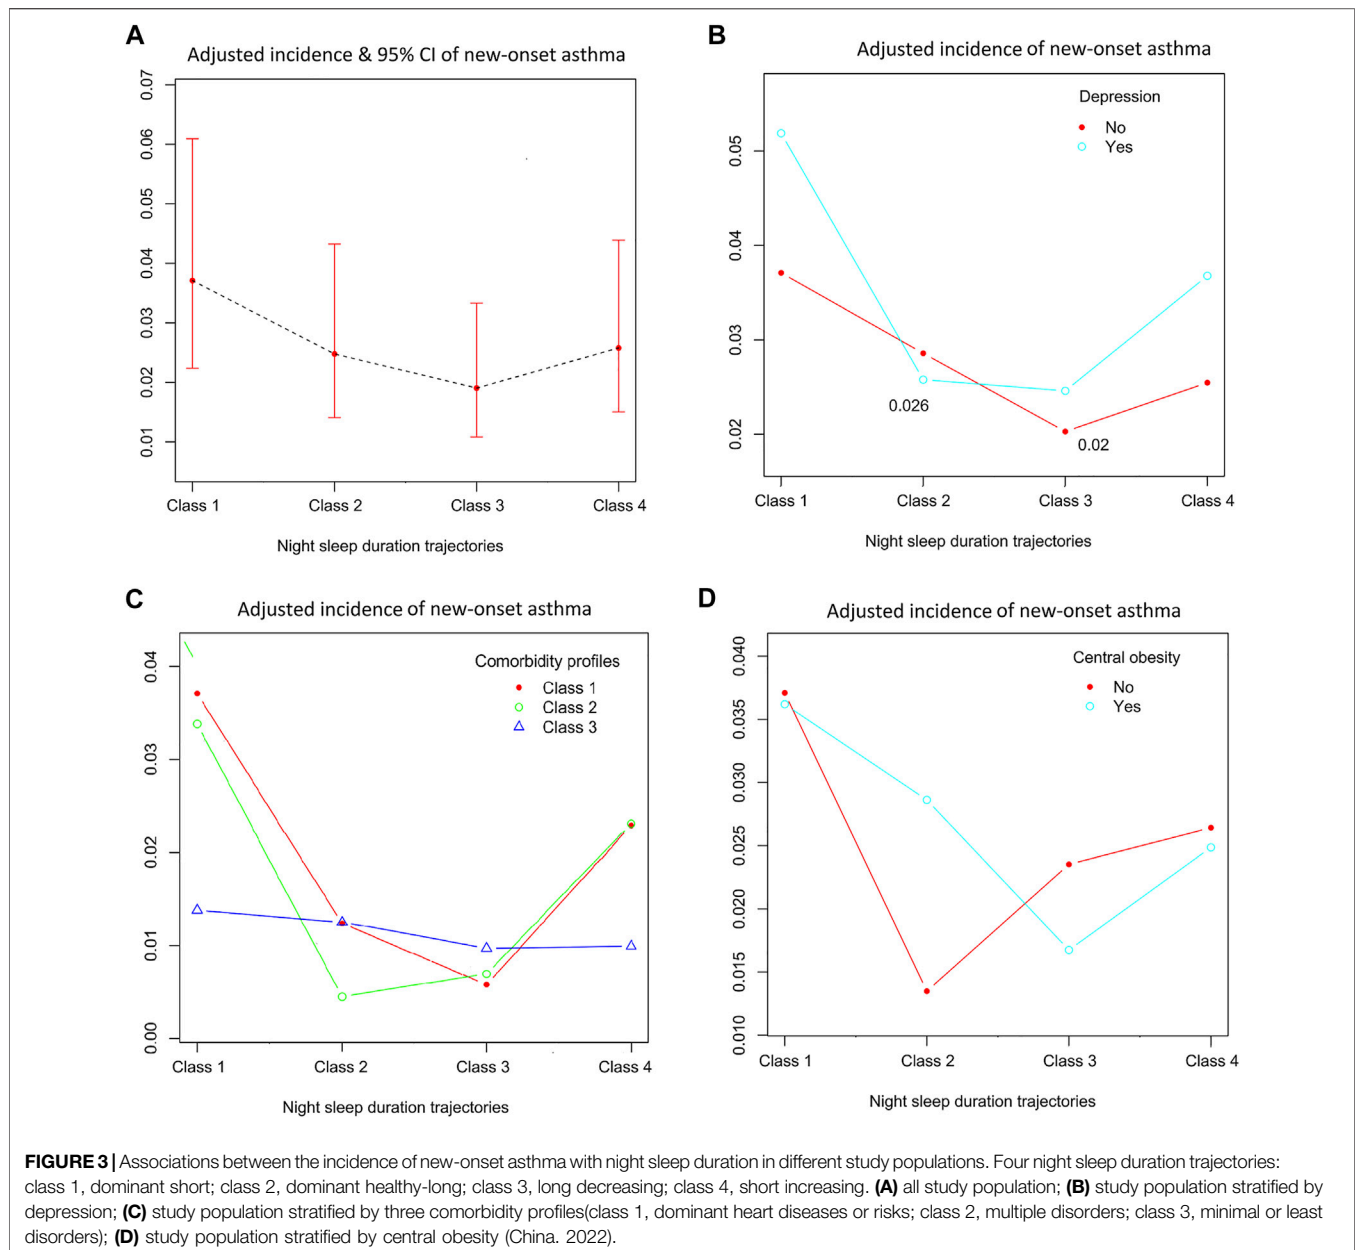 A
Adjusted incidence & 95% CI of new-onset asthma
0.07
0.06
0.05
0.04
0.03
0.02
0.01
Class 1 Class 2 Class 3 Class 4
Night sleep duration trajectories
B
Adjusted incidence of new-onset asthma
Depression
No
Yes
0.05
0.04
0.03
0.02
0.026
0.02
Class 1 Class 2 Class 3 Class 4
Night sleep duration trajectories
C
Adjusted incidence of new-onset asthma
Comorbidity profiles
Class 1
Class 2
Class 3
0.04
0.03
0.02
0.01
0.00
Class 1 Class 2 Class 3 Class 4
Night sleep duration trajectories
D
Adjusted incidence of new-onset asthma
Central obesity
No
Yes
0.040
0.035
0.030
0.025
0.020
0.015
0.010
Class 1 Class 2 Class 3 Class 4
Night sleep duration trajectories
FIGURE 3 | Associations between the incidence of new-onset asthma with night sleep duration in different study populations. Four night sleep duration trajectories:
class 1, dominant short; class 2, dominant healthy-long; class 3, long decreasing; class 4, short increasing. (A) all study population; (B) study population stratified by
depression; (C) study population stratified by three comorbidity profiles(class 1, dominant heart diseases or risks; class 2, multiple disorders; class 3, minimal or least
disorders); (D) study population stratified by central obesity (China. 2022).